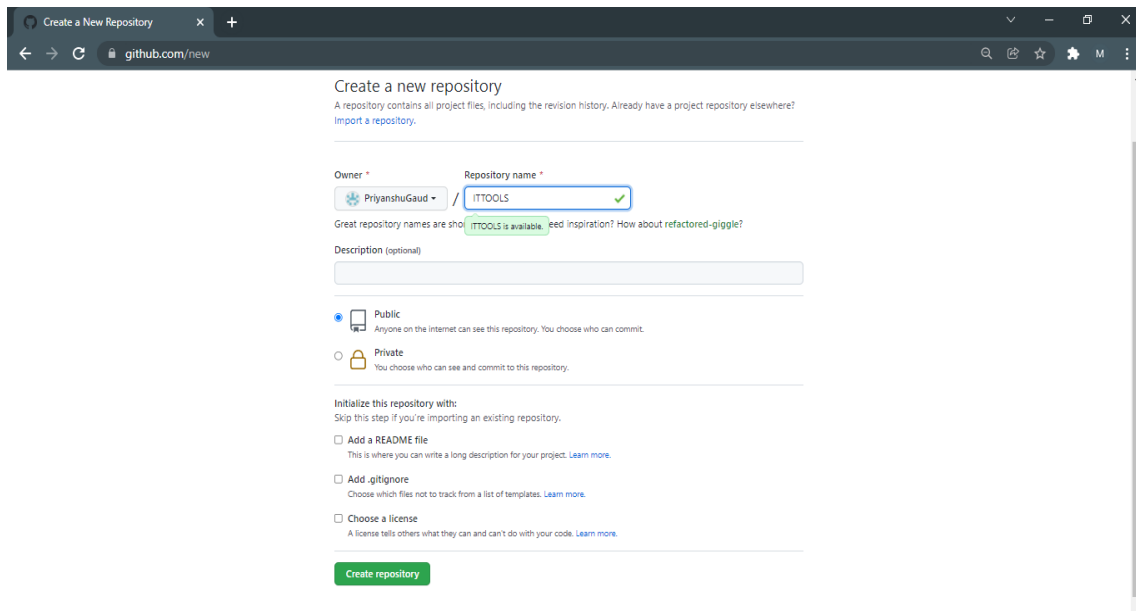 Create a New Repository
github.com/new
M
Create a new repository
A repository contains all project files, including the revision history. Already have a project repository elsewhere?
Import a repository.
Owner * Repository name *
PriyanshuGaud / ITTOOLS
Great repository names are sho ITTOOLS is available. eed inspiration? How about refactored-giggle?
Description (optional)
Public
Anyone on the internet can see this repository. You choose who can commit.
Private
You choose who can see and commit to this repository.
Initialize this repository with:
Skip this step if you're importing an existing repository.
Add a README file
This is where you can write a long description for your project. Learn more.
Add .gitignore
Choose which files not to track from a list of templates. Learn more.
Choose a license
A license tells others what they can and can't do with your code. Learn more.
Create repository